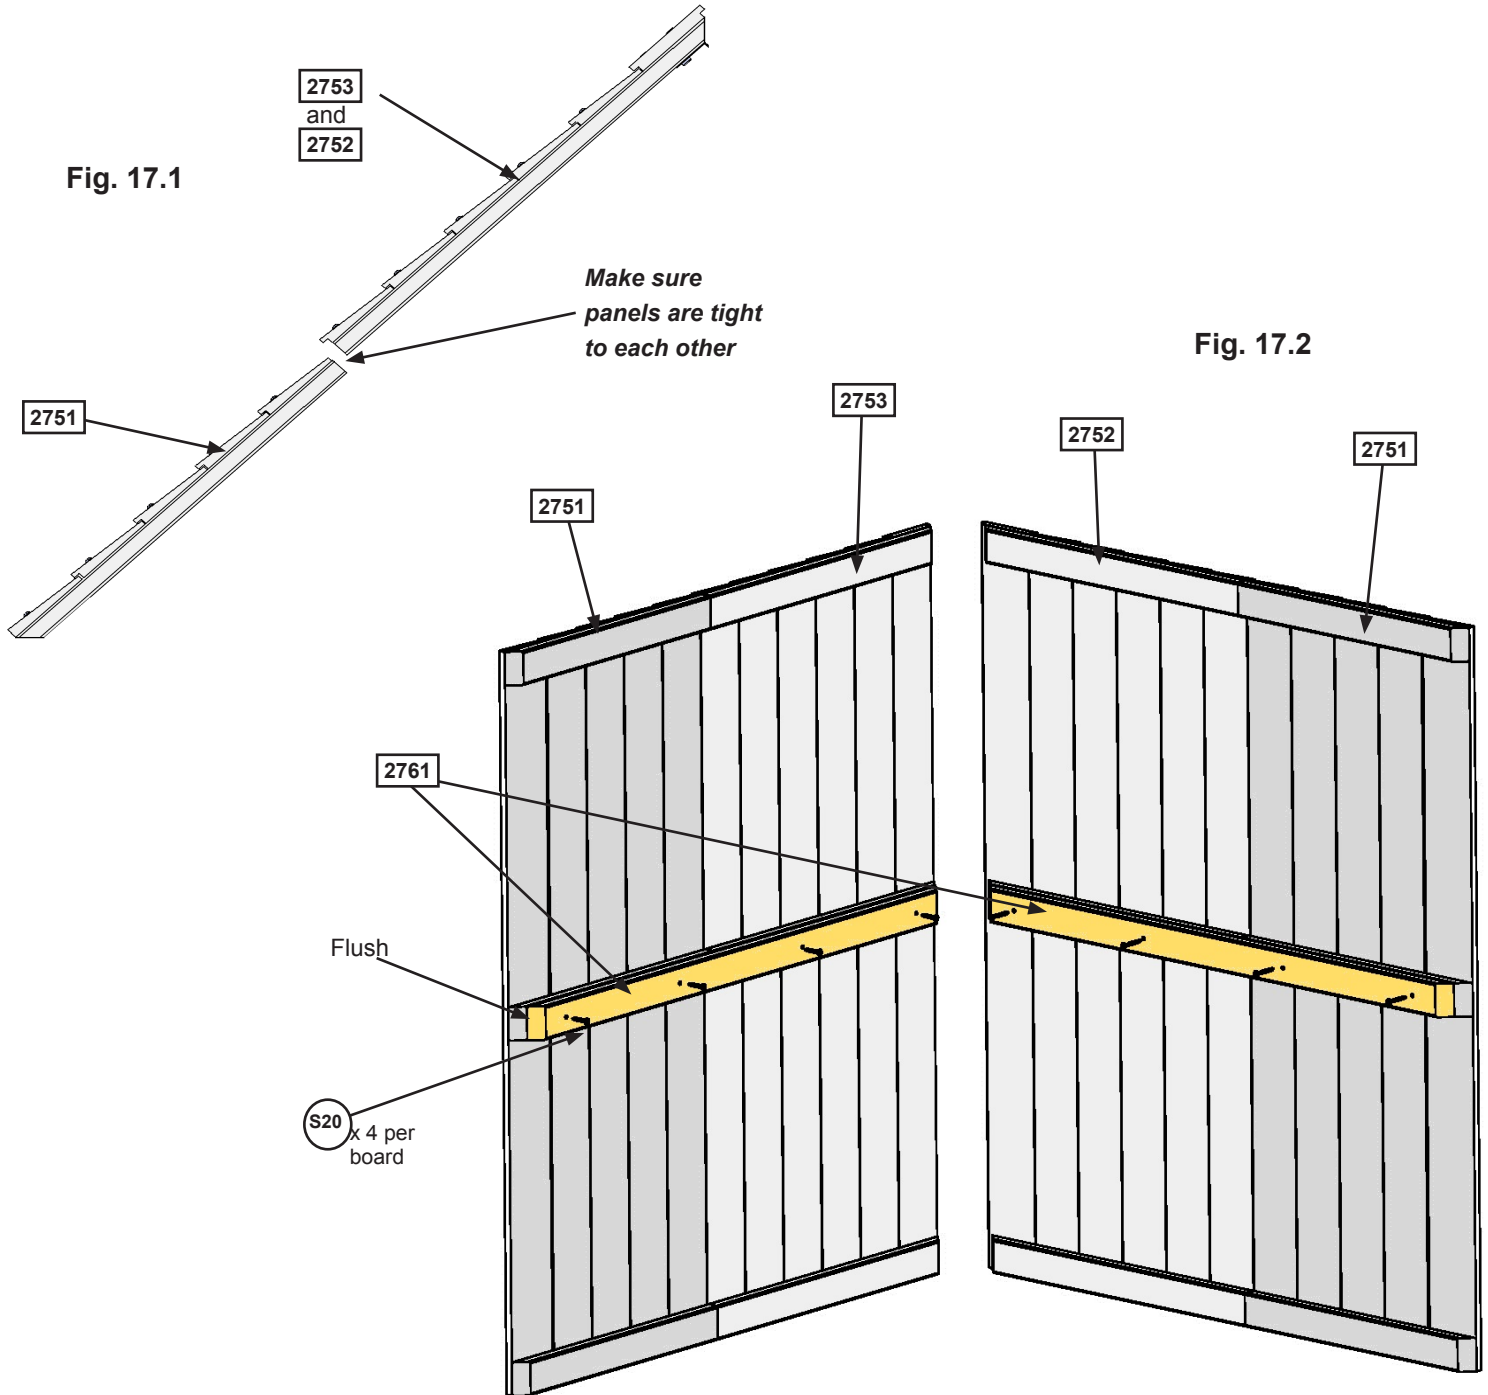 2753
and
2752
Fig. 17.1
Make sure
panels are tight
to each other
Fig. 17.2
2751
2753
2752
2751
2751
2761
Flush
S20
x 4 per
board